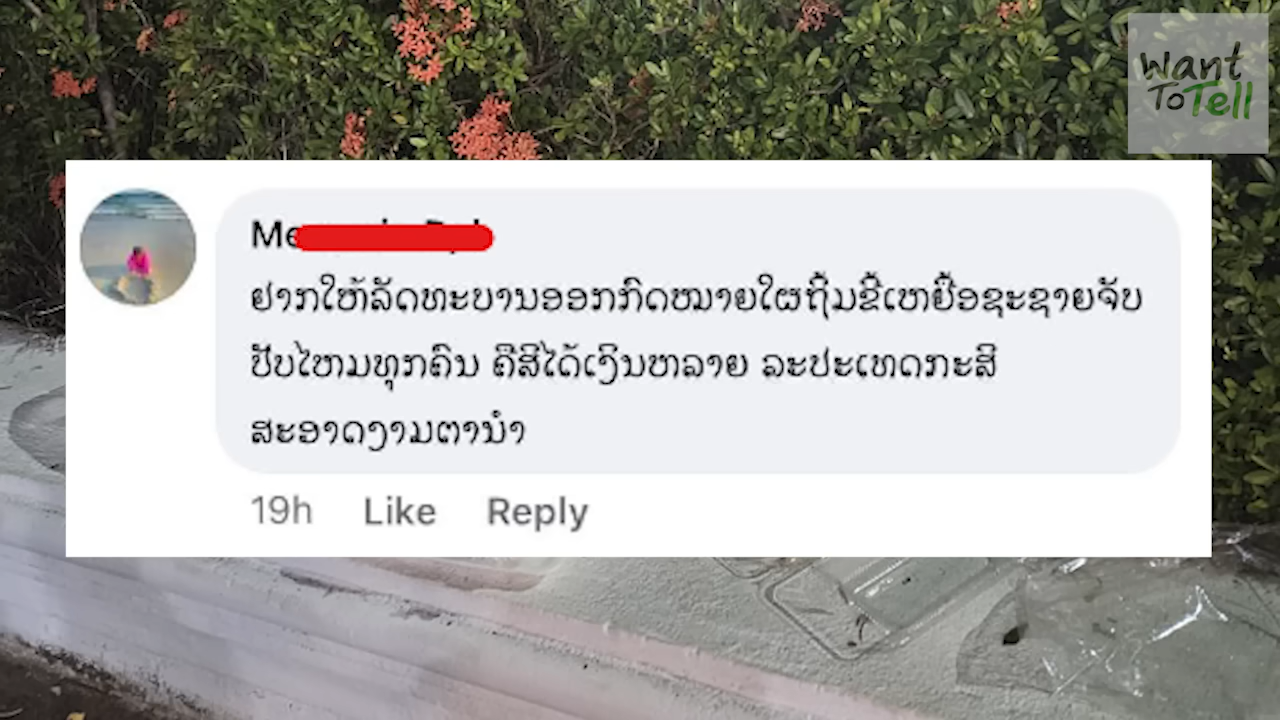 Want
ToTell
ຢາກໃຫ້ລັດທະບານອອກກົດໝາຍໃຜຖິ້ມຂີ້ເຫຍື້ອຊະຊາຍຈັບ
ປັບໄຫມທຸກຄົນ ຄືສິໄດ້ເງິນຫລາຍ ລະປະເທດກະສິ
ສະອາດງາມຕານຳ
19h Like Reply